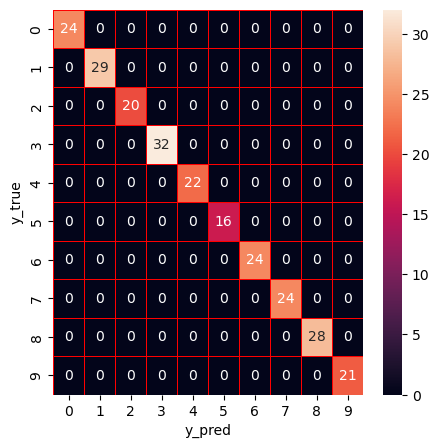 0 24 0 0 0 0 0 0 0 0 0
1 0 29 0 0 0 0 0 0 0 0
2 0 0 20 0 0 0 0 0 0 0
3 0 0 0 32 0 0 0 0 0 0
4 0 0 0 0 22 0 0 0 0 0
5 0 0 0 0 0 16 0 0 0 0
6 0 0 0 0 0 0 24 0 0 0
7 0 0 0 0 0 0 0 24 0 0
8 0 0 0 0 0 0 0 0 28 0
9 0 0 0 0 0 0 0 0 0 21
0 1 2 3 4 5 6 7 8 9
y_true
y_pred
30
25
20
15
10
5
0